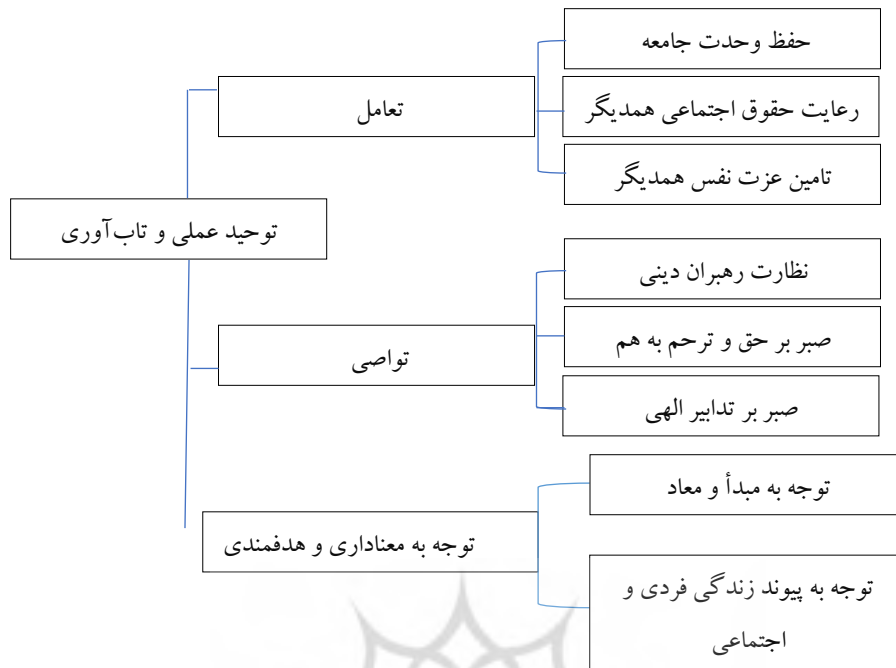 توحید عملی و تاب‌آوری
تعامل
حفظ وحدت جامعه
رعایت حقوق اجتماعی همدیگر
تامین عزت نفس همدیگر
تواصی
نظارت رهبران دینی
صبر بر حق و ترحم به هم
صبر بر تدابیر الهی
توجه به معناداری و هدفمندی
توجه به مبدأ و معاد
توجه به پیوند زندگی فردی و
اجتماعی